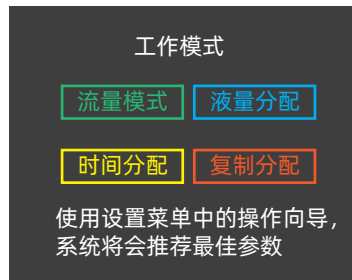 工作模式
流量模式 液量分配
时间分配 复制分配
使用设置菜单中的操作向导，
系统将会推荐最佳参数